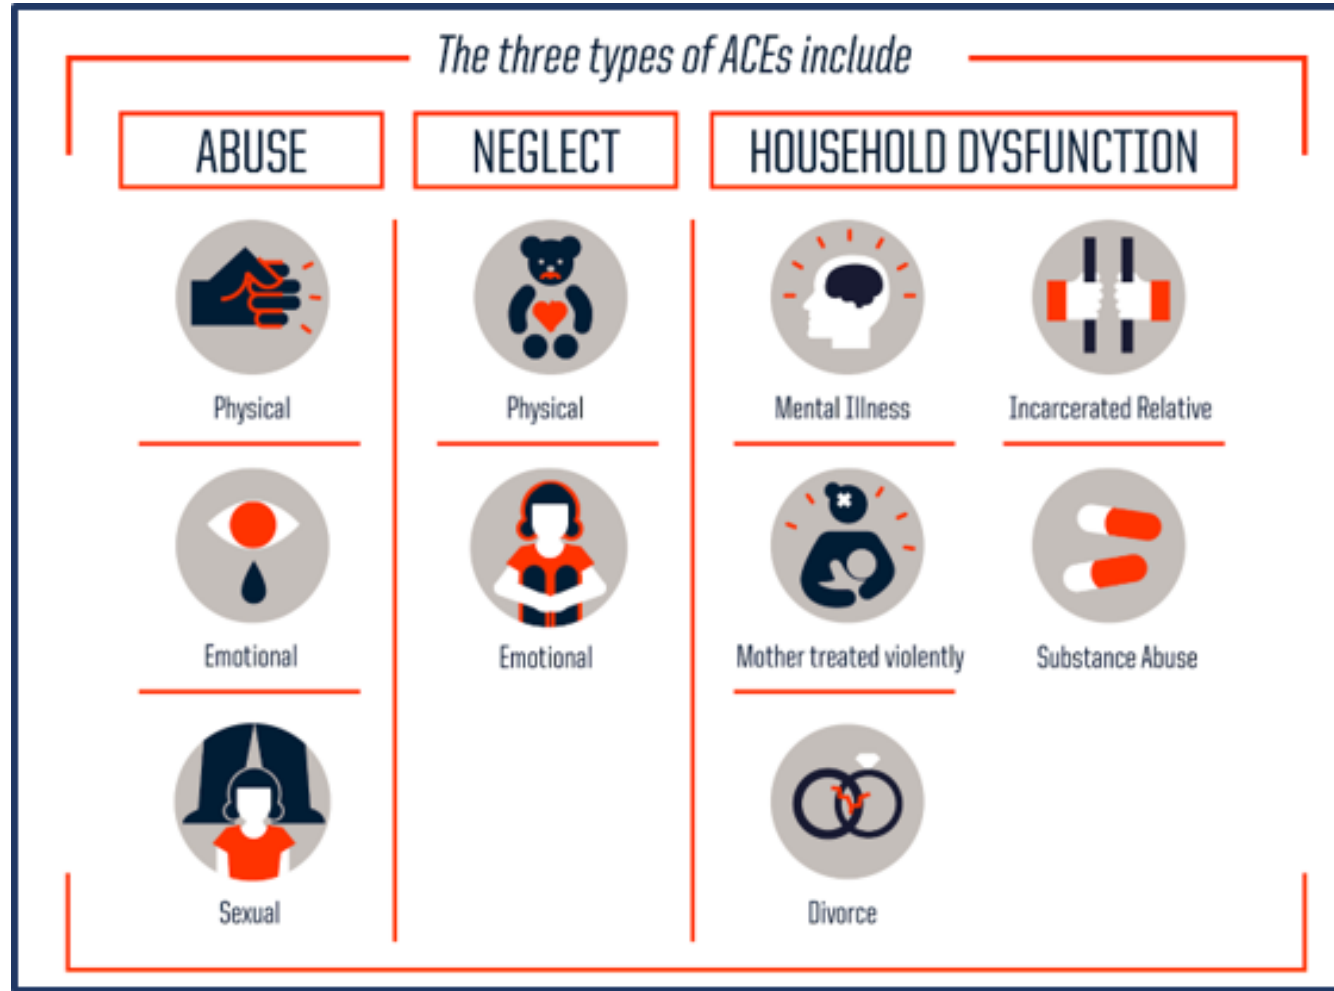 The three types of ACEs include
ABUSE
Physical
Emotional
Sexual
NEGLECT
Physical
Emotional
HOUSEHOLD DYSFUNCTION
Mental Illness
Incarcerated Relative
Mother treated violently
Substance Abuse
Divorce